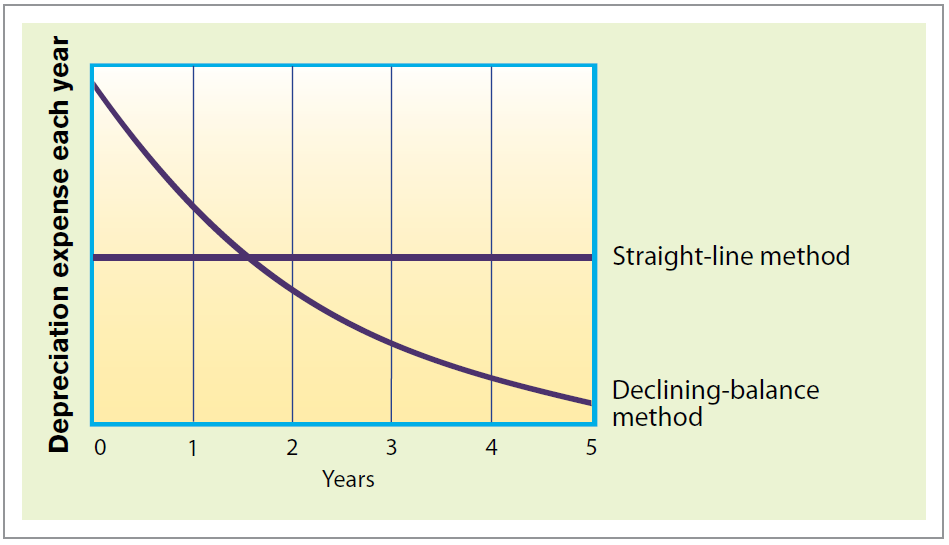 Depreciation expense each year
Straight-line method
Declining-balance
method
0 1 2 3 4 5
Years